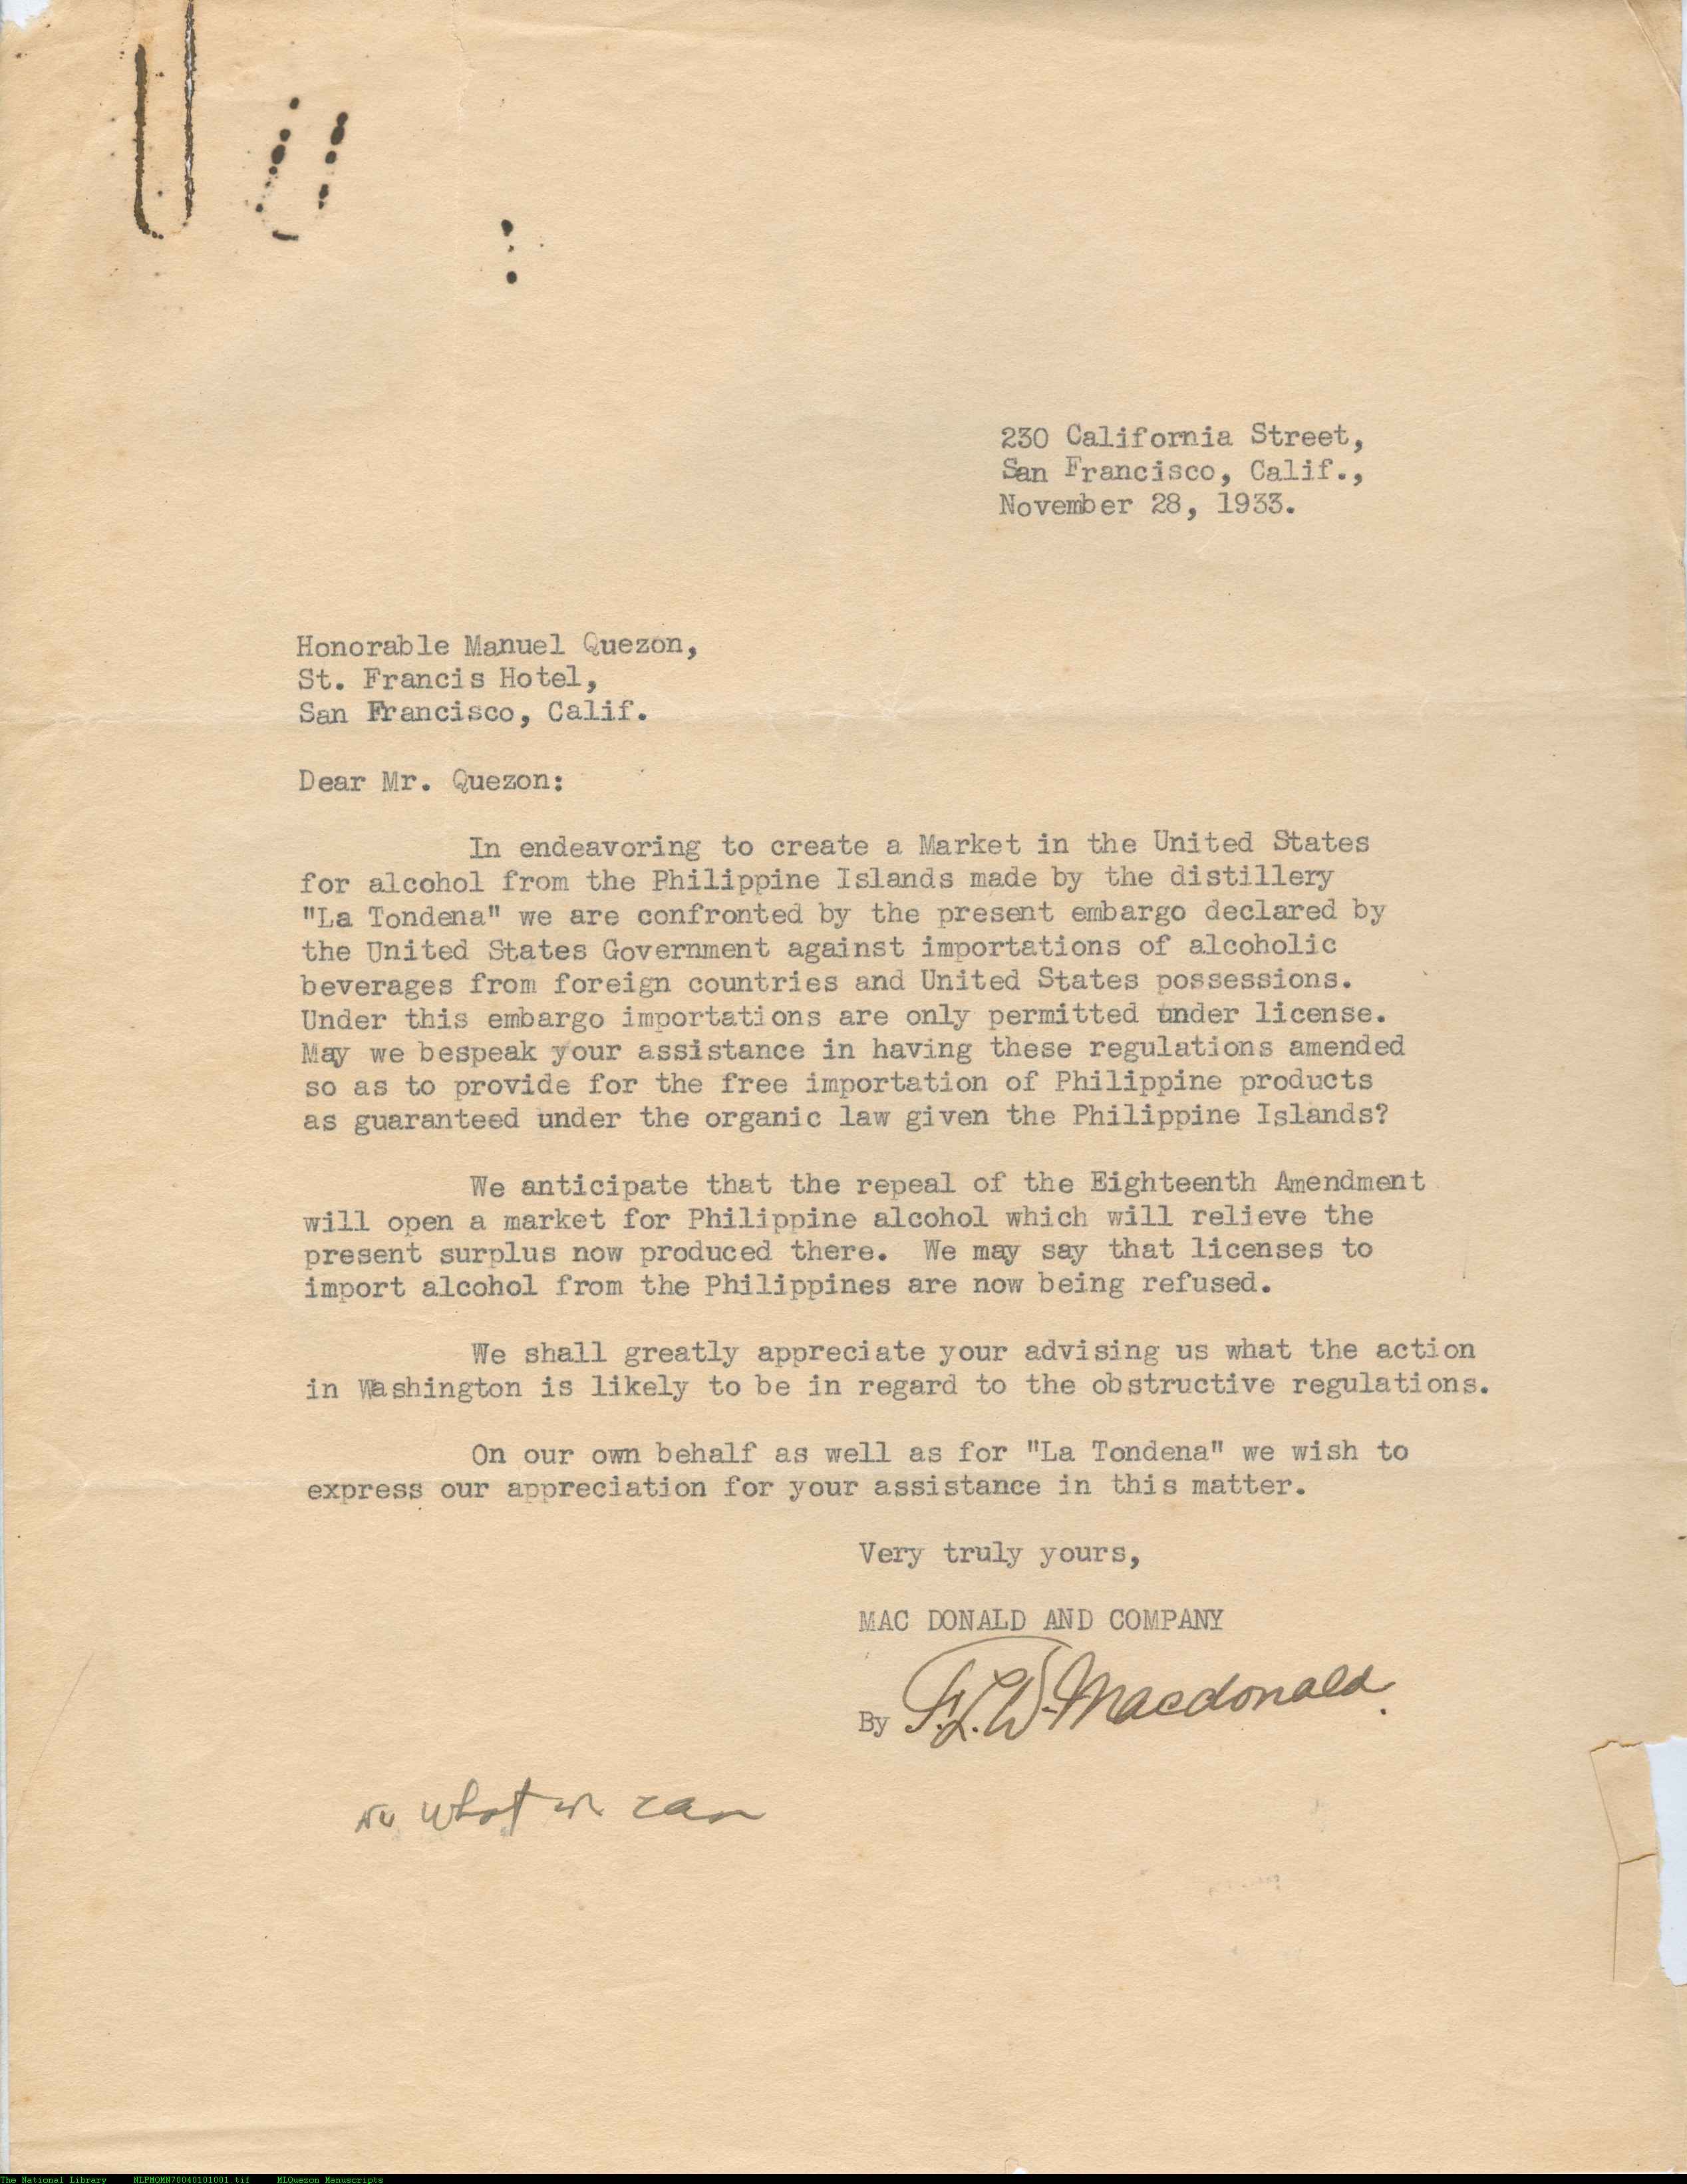 230 California Street,
San Francisco, Calif.,
November 28, 1933.
Honorable Manuel Quezon,
St. Francis Hotel,
San Francisco, Calif.
Dear Mr. Quezon:
In endeavoring to create a Market in the United States
for alcohol from the Philippine Islands made by the distillery
"La Tondena" we are confronted by the present embargo declared by
the United States Government against importations of alcoholic
beverages from foreign countries and United States possessions.
Under this embargo importations are only permitted under license.
May we bespeak your assistance in having these regulations amended
so as to provide for the free importation of Philippine products
as guaranteed under the organic law given the Philippine Islands?
We anticipate that the repeal of the Eighteenth Amendment
will open a market for Philippine alcohol which will relieve the
present surplus now produced there. We may say that licenses to
import alcohol from the Philippines are now being refused.
We shall greatly appreciate your advising us what the action
in Washington is likely to be in regard to the obstructive regulations.
On our own behalf as well as for "La Tondena" we wish to
express our appreciation for your assistance in this matter.
Very truly yours,
MAC DONALD AND COMPANY
By F.L.W. Macdonald.
what we can
The National Library NLPMQMN70040101001.tif MLQuezon Manuscripts